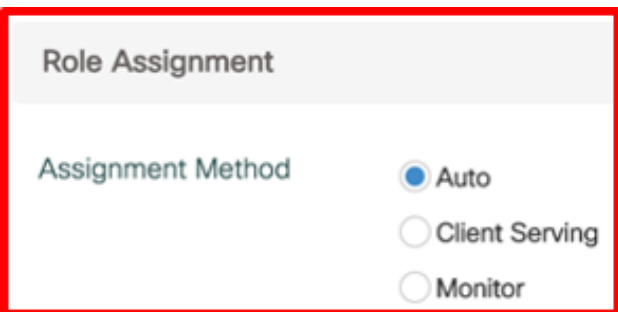 Role Assignment
Assignment Method
Auto
Client Serving
Monitor